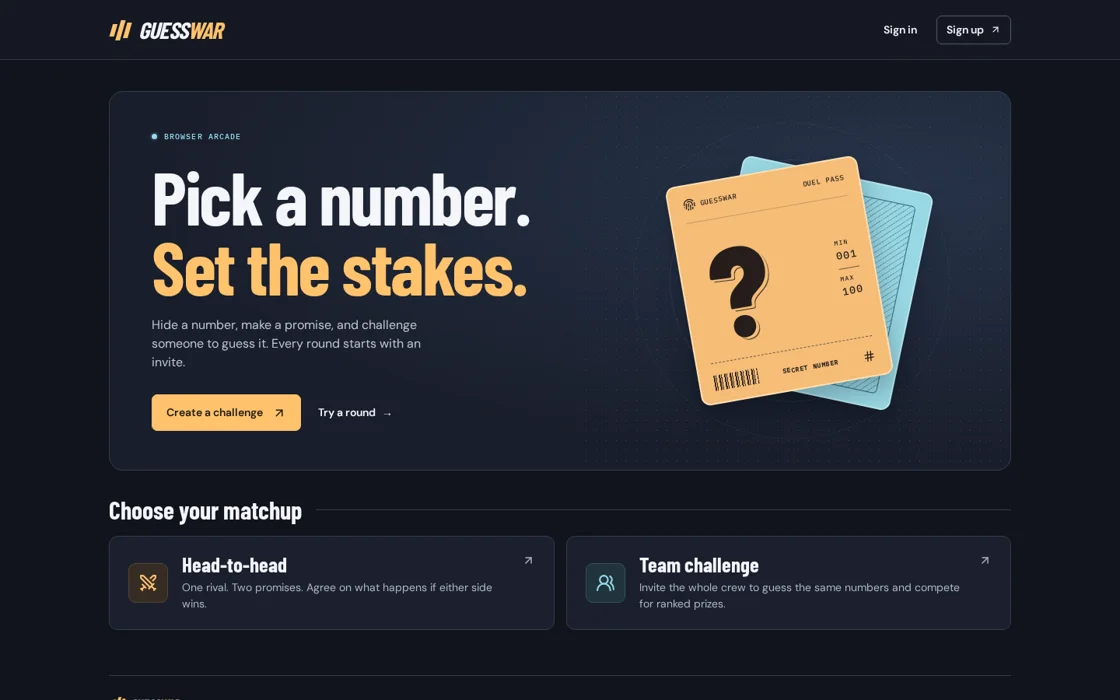 GUESSWAR
Sign in
Sign up
BROWSER ARCADE
Pick a number.
Set the stakes.
Hide a number, make a promise, and challenge
someone to guess it. Every round starts with an
invite.
Create a challenge
Try a round →
GUESSWAR
DUEL PASS
?
MIN
001
MAX
100
SECRET NUMBER
#
Choose your matchup
Head-to-head
One rival. Two promises. Agree on what happens if either side
wins.
Team challenge
Invite the whole crew to guess the same numbers and compete
for ranked prizes.